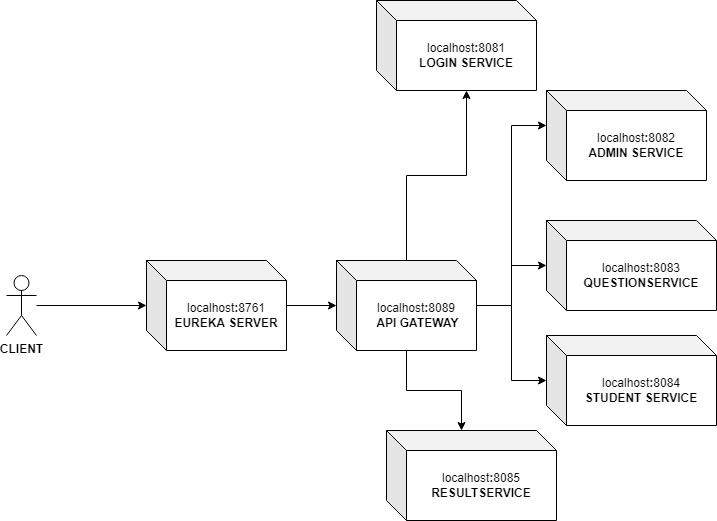 localhost:8081
LOGIN SERVICE
localhost:8082
ADMIN SERVICE
localhost:8083
QUESTIONSERVICE
localhost:8761
EUREKA SERVER
localhost:8089
API GATEWAY
CLIENT
localhost:8084
STUDENT SERVICE
localhost:8085
RESULTSERVICE